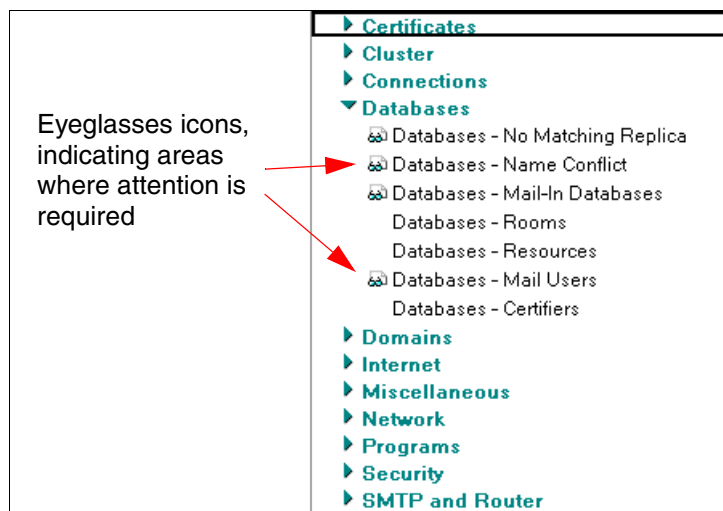 Eyeglasses icons,
indicating areas
where attention is
required
Certificates
Cluster
Connections
Databases
Databases - No Matching Replica
Databases - Name Conflict
Databases - Mail-In Databases
Databases - Rooms
Databases - Resources
Databases - Mail Users
Databases - Certifiers
Domains
Internet
Miscellaneous
Network
Programs
Security
SMTP and Router